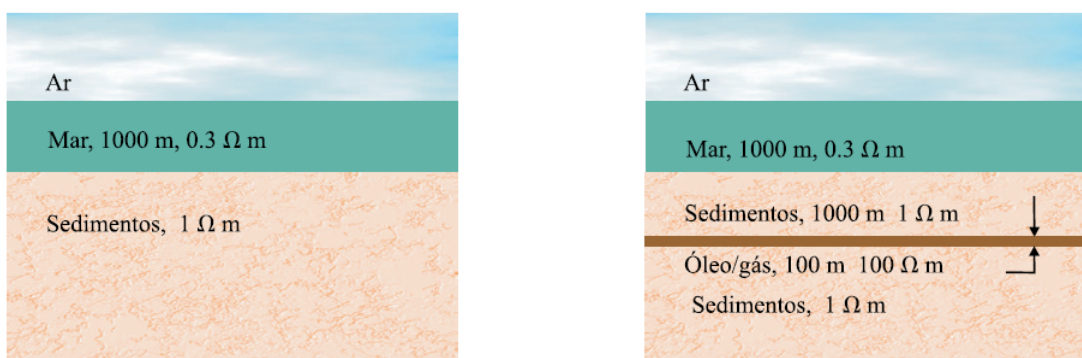 Ar
Mar, 1000 m, 0.3 Ω m
Sedimentos, 1 Ω m
Ar
Mar, 1000 m, 0.3 Ω m
Sedimentos, 1000 m 1 Ω m
Óleo/gás, 100 m 100 Ω m
Sedimentos, 1 Ω m